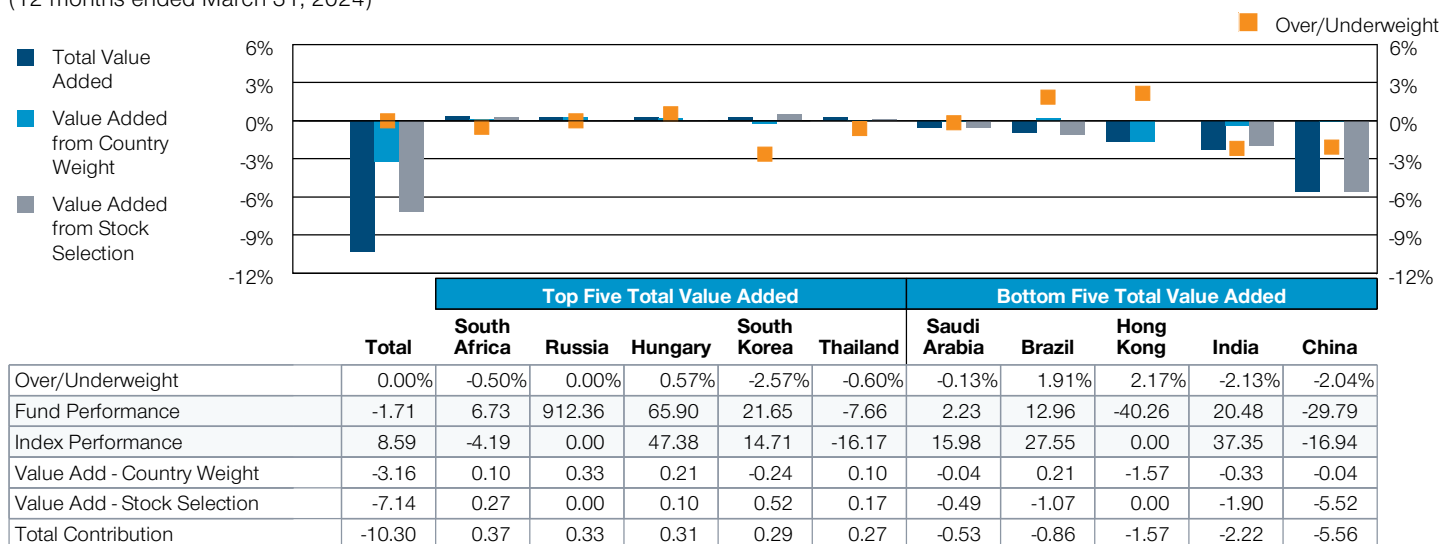 (12 months ended March 31, 2024)
Over/Underweight
Total Value
Added
Value Added
from Country
Weight
Value Added
from Stock
Selection
6% 6%
3% 3%
0% 0%
-3% -3%
-6% -6%
-9% -9%
-12% -12%
Top Five Total Value Added Bottom Five Total Value Added
Total South Africa Russia Hungary South Korea Thailand Saudi Arabia Brazil Hong Kong India China
Over/Underweight 0.00% -0.50% 0.00% 0.57% -2.57% -0.60% -0.13% 1.91% 2.17% -2.13% -2.04%
Fund Performance -1.71 6.73 912.36 65.90 21.65 -7.66 2.23 12.96 -40.26 20.48 -29.79
Index Performance 8.59 -4.19 0.00 47.38 14.71 -16.17 15.98 27.55 0.00 37.35 -16.94
Value Add - Country Weight -3.16 0.10 0.33 0.21 -0.24 0.10 -0.04 0.21 -1.57 -0.33 -0.04
Value Add - Stock Selection -7.14 0.27 0.00 0.10 0.52 0.17 -0.49 -1.07 0.00 -1.90 -5.52
Total Contribution -10.30 0.37 0.33 0.31 0.29 0.27 -0.53 -0.86 -1.57 -2.22 -5.56